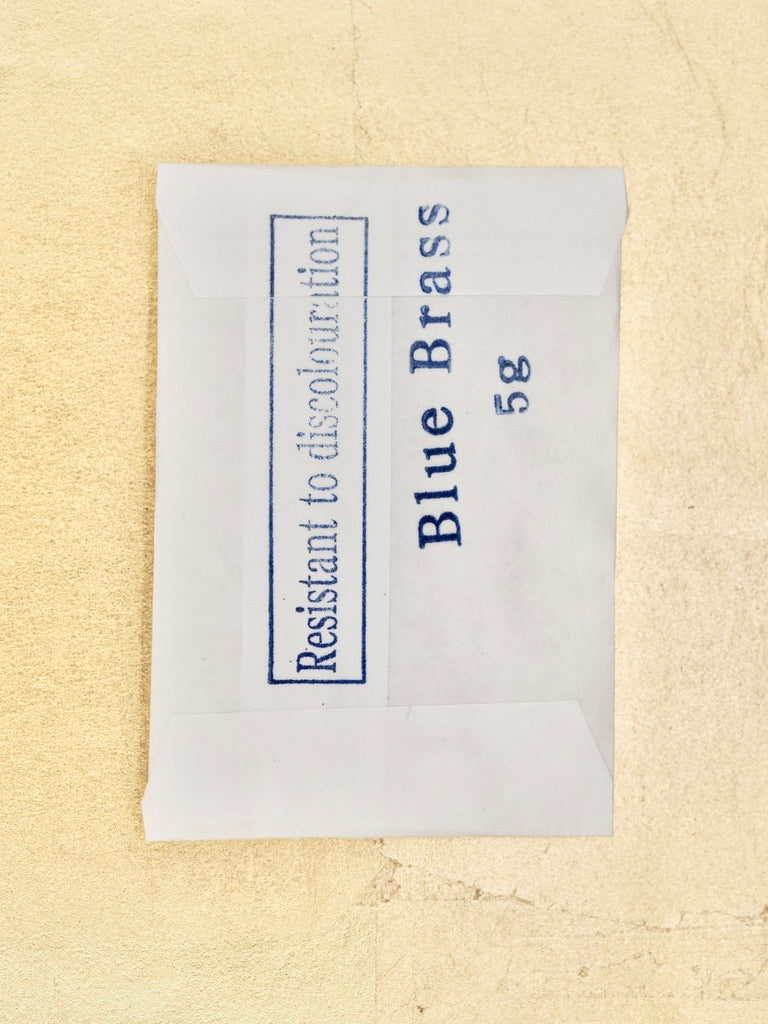 Resistant to discolouration
Blue Brass
5g